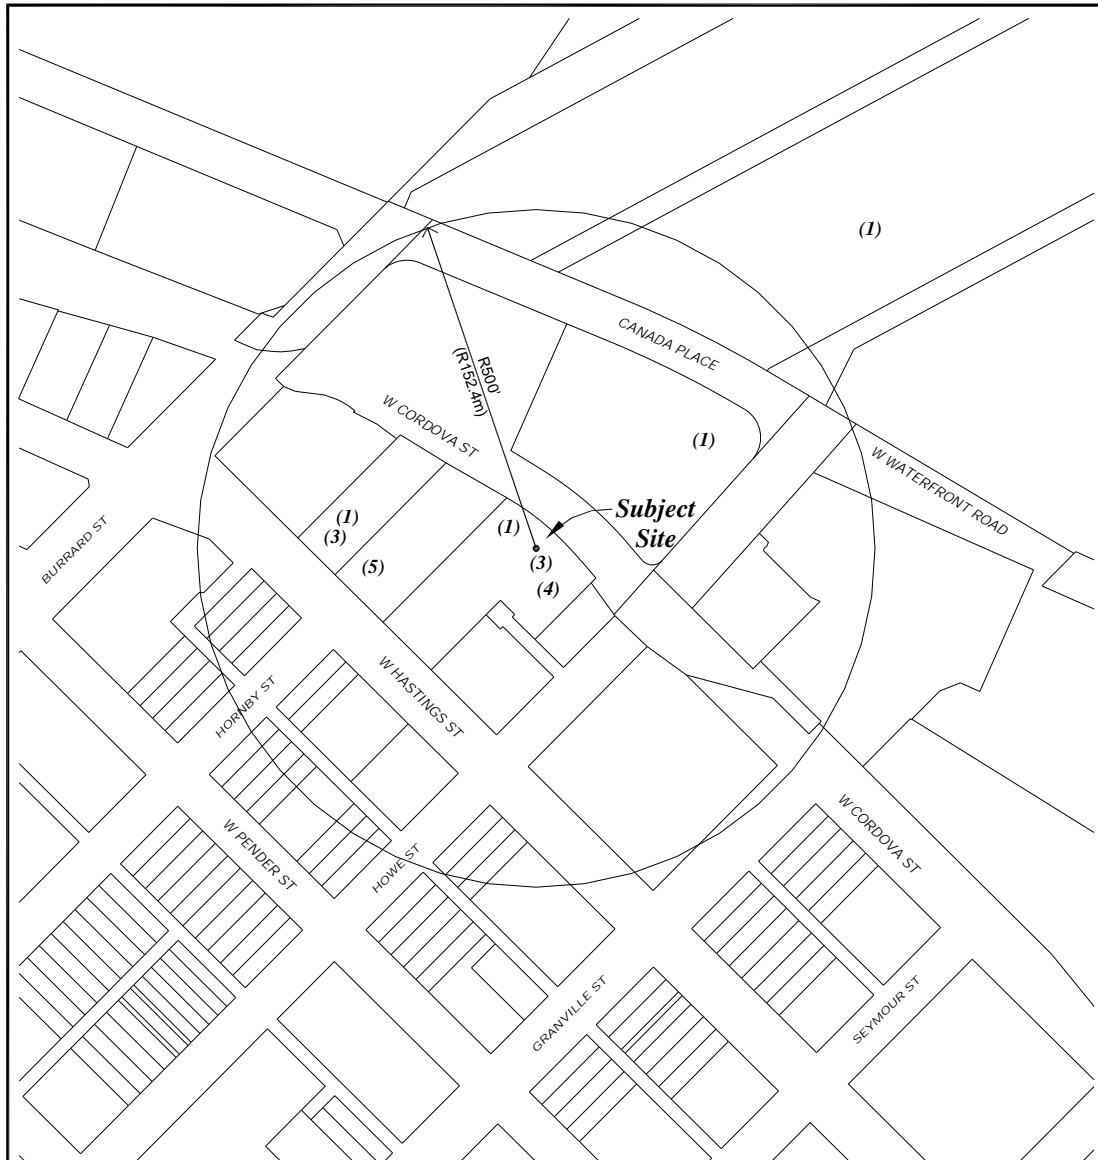 (1)
CANADA PLACE
R500'
(R152.4m)
W CORDOVA ST
(1)
W WATERFRONT ROAD
Subject
Site
(1)
(3)
(5)
(1)
(3)
(4)
BURRARD ST
HORNBY ST
W HASTINGS ST
W PENDER ST
HOWE ST
W CORDOVA ST
GRANVILLE ST
SEYMOUR ST